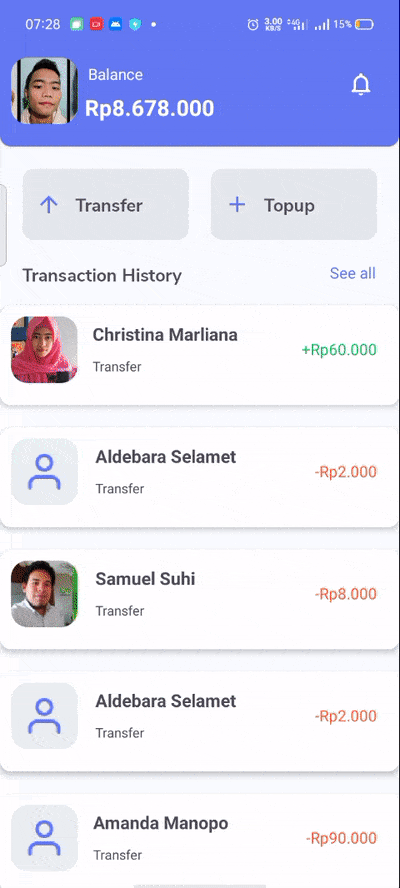 07:28 3.00 KB/S 4G 15%
Balance
Rp8.678.000
Transfer Topup
Transaction History See all
Christina Marliana
+Rp60.000
Transfer
Aldebara Selamet
-Rp2.000
Transfer
Samuel Suhi
-Rp8.000
Transfer
Aldebara Selamet
-Rp2.000
Transfer
Amanda Manopo
-Rp90.000
Transfer